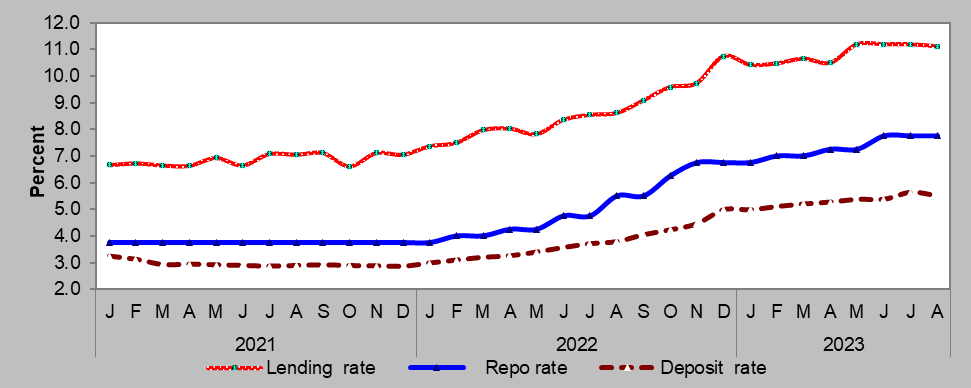 12.0
11.0
10.0
9.0
8.0
7.0
6.0
5.0
4.0
3.0
2.0
Percent
J F M A M J J A S O N D J F M A M J J A S O N D J F M A M J J A
2021 2022 2023
Lending rate Repo rate Deposit rate